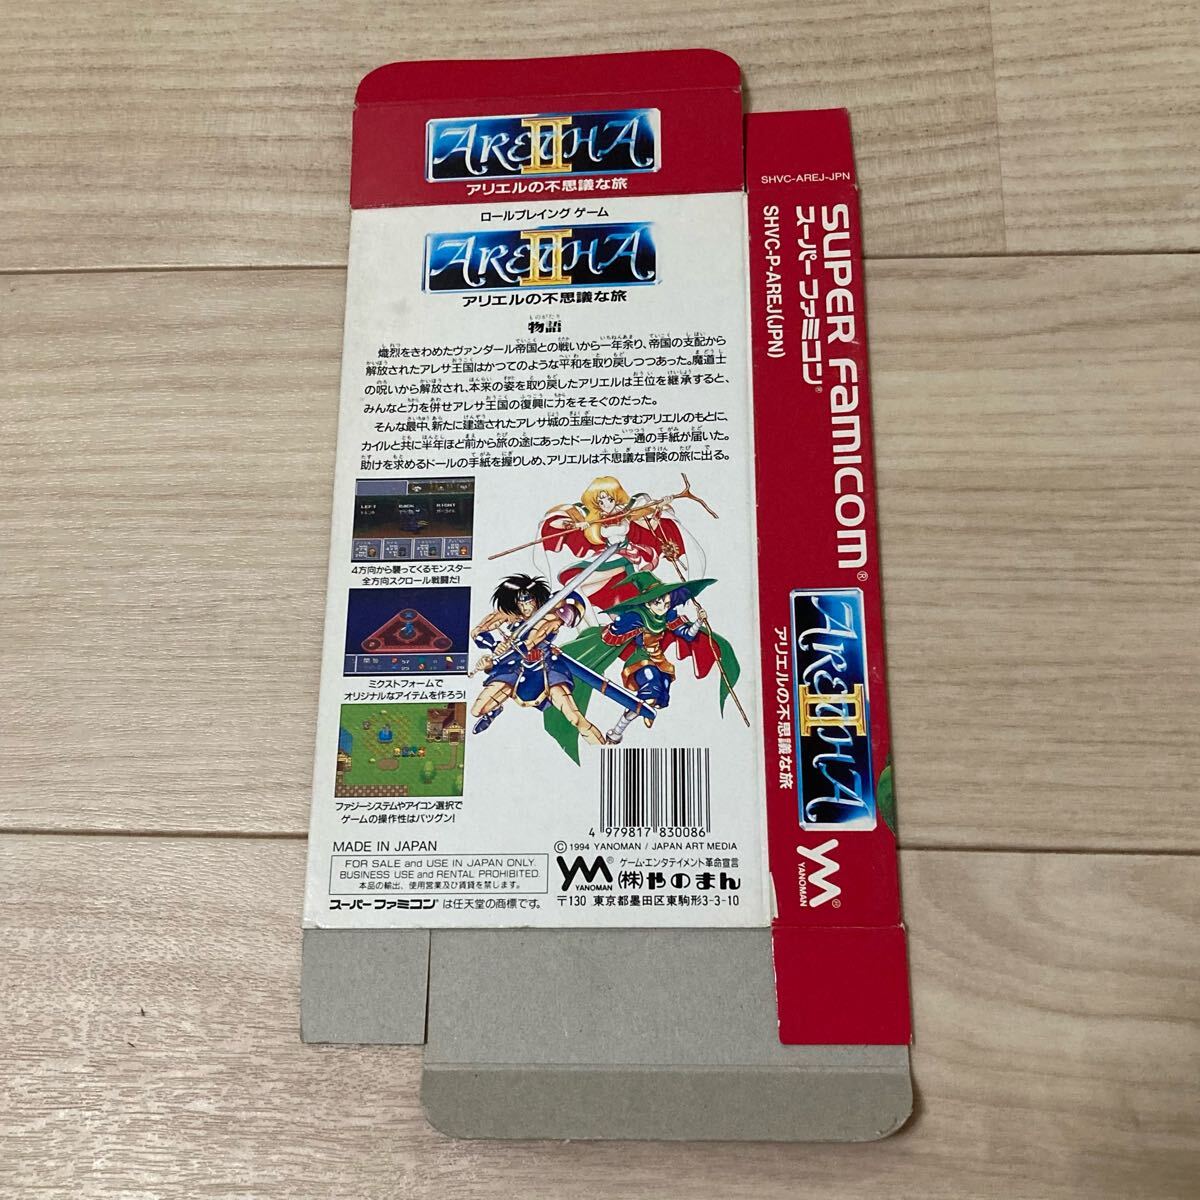 ARETHA II
アリエルの不思議な旅
ロールプレイング ゲーム
ARETHA II
アリエルの不思議な旅
ものがたり
物語
熾烈をきわめたヴァンダール帝国との戦いから一年余り、帝国の支配から
解放されたアレサ王国はかつてのような平和を取り戻しつつあった。魔道士
の呪いから解放され、本来の姿を取り戻したアリエルは王位を継承すると、
みんなと力を併せアレサ王国の復興に力をそそぐのだった。
そんな最中、新たに建造されたアレサ城の玉座にたたすむアリエルのもとに、
カイルと共に半年ほど前から旅の途にあったドールから一通の手紙が届いた。
助けを求めるドールの手紙を握りしめ、アリエルは不思議な冒険の旅に出る。
LEFT BACK RIGHT
4方向から襲ってくるモンスター
全方向スクロール戦闘だ!
ミクストフォームで
オリジナルなアイテムを作ろう!
ファジーシステムやアイコン選択で
ゲームの操作性はバツグン!
4 979817 830086
MADE IN JAPAN
©1994 YANOMAN / JAPAN ART MEDIA
FOR SALE and USE IN JAPAN ONLY.
BUSINESS USE and RENTAL PROHIBITED.
本品の輸出、使用営業及び賃貸を禁じます。
スーパーファミコン は任天堂の商標です。
YM® YANOMAN
ゲーム・エンタテイメント革命宣言
(株)やのまん
〒130 東京都墨田区東駒形3-3-10
SHVC-AREJ-JPN
SUPER FAMICOM®
スーパーファミコン®
SHVC-P-AREJ(JPN)
ARETHA II
アリエルの不思議な旅
YM® YANOMAN